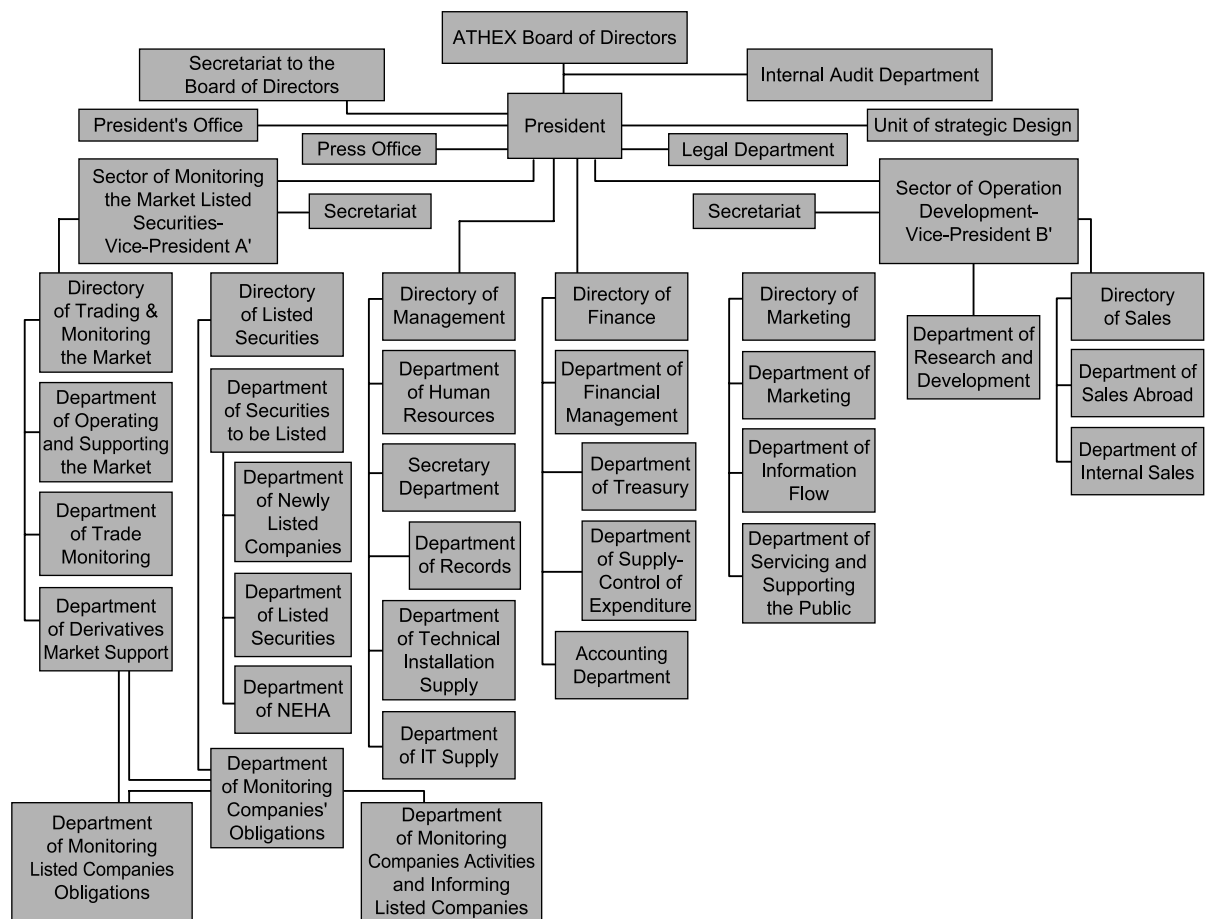 ATHEX Board of Directors
Secretariat to the
Board of Directors
Internal Audit Department
President's Office
President
Unit of strategic Design
Press Office
Legal Department
Sector of Monitoring
the Market Listed
Securities-
Vice-President A'
Secretariat
Secretariat
Sector of Operation
Development-
Vice-President B'
Directory
of Trading &
Monitoring
the Market
Department
of Operating
and Supporting
the Market
Department
of Trade
Monitoring
Department
of Derivatives
Market Support
Directory
of Listed
Securities
Department
of Securities
to be Listed
Department
of Newly
Listed
Companies
Department
of Listed
Securities
Department
of NEHA
Department
of Monitoring
Companies'
Obligations
Department
of Monitoring
Listed Companies
Obligations
Department
of Monitoring
Companies Activities
and Informing
Listed Companies
Directory of
Management
Department
of Human
Resources
Secretary
Department
Department
of Records
Department
of Technical
Installation
Supply
Department
of IT Supply
Directory of
Finance
Department of
Financial
Management
Department
of Treasury
Department
of Supply-
Control of
Expenditure
Accounting
Department
Directory of
Marketing
Department of
Marketing
Department of
Information
Flow
Department of
Servicing and
Supporting
the Public
Department of
Research and
Development
Directory
of Sales
Department of
Sales Abroad
Department of
Internal Sales